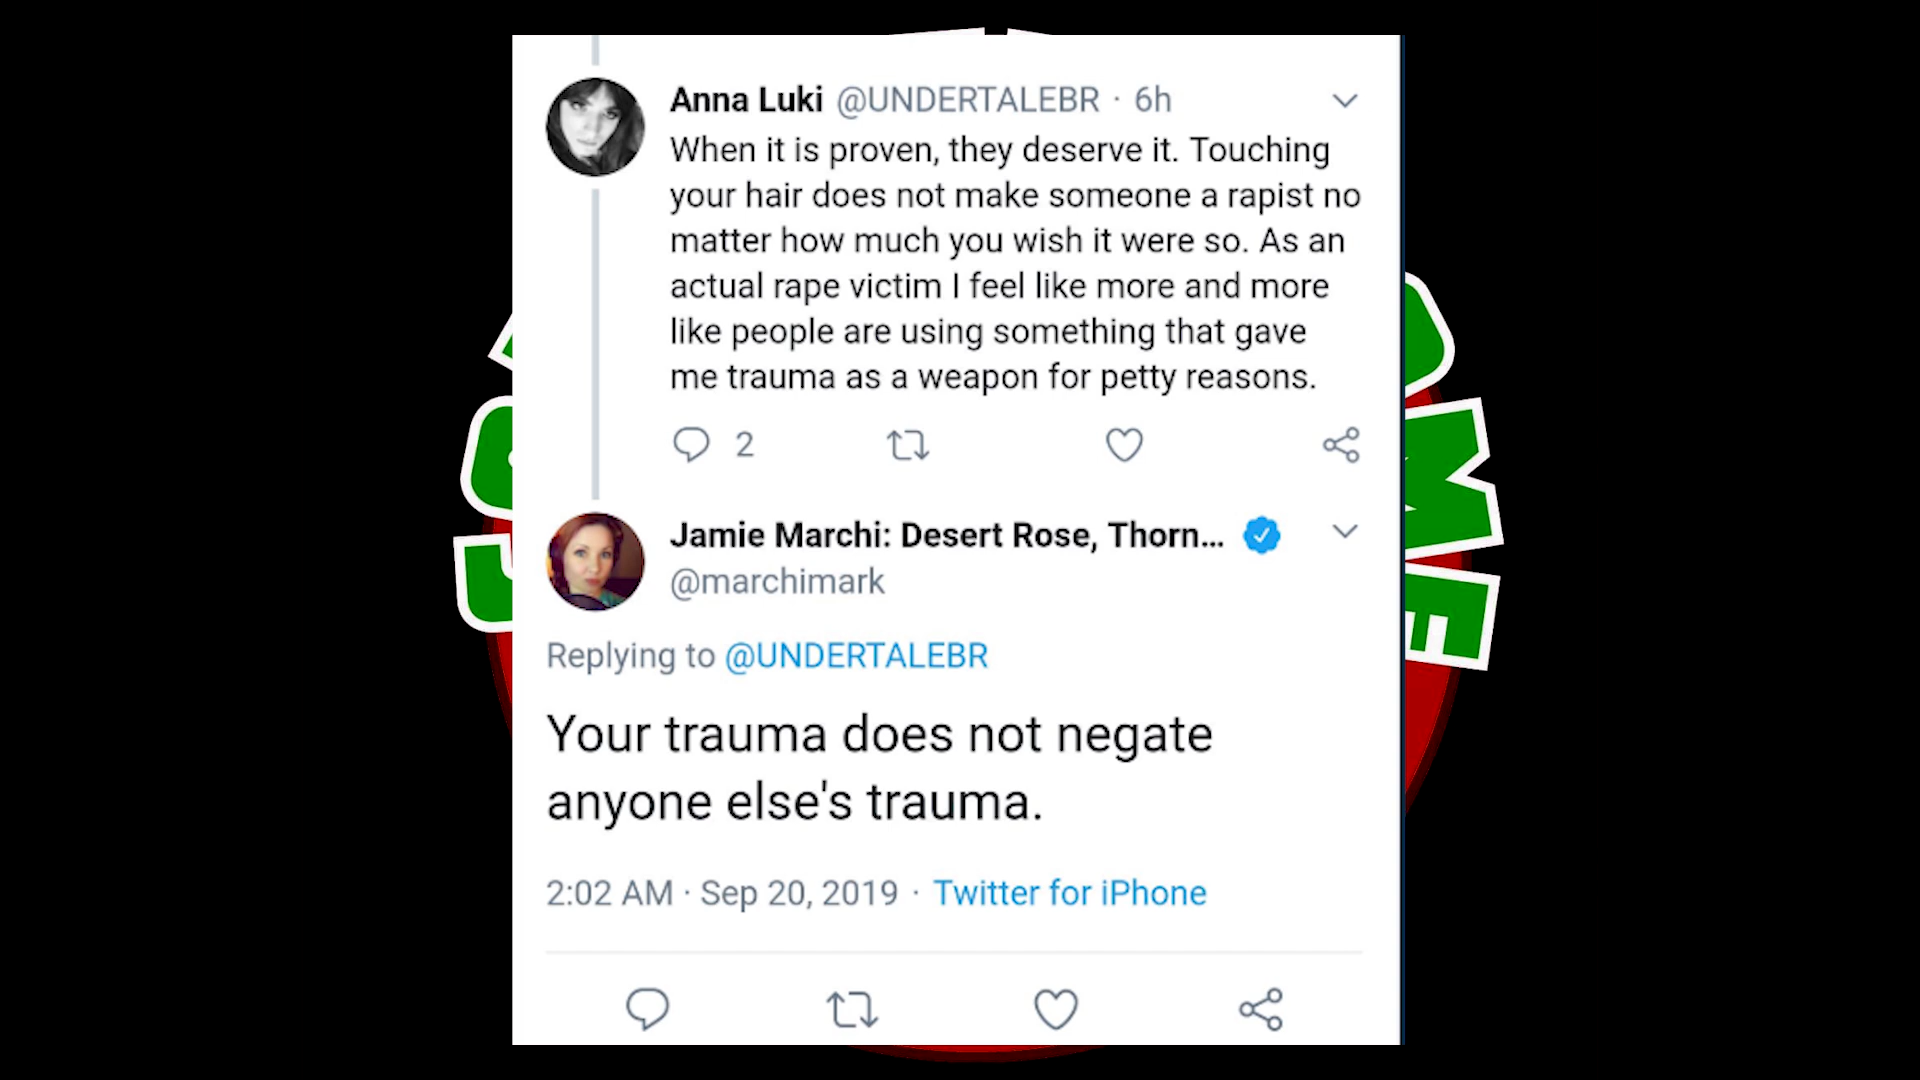 Anna Luki @UNDERTALEBR · 6h
When it is proven, they deserve it. Touching
your hair does not make someone a rapist no
matter how much you wish it were so. As an
actual rape victim I feel like more and more
like people are using something that gave
me trauma as a weapon for petty reasons.
2
Jamie Marchi: Desert Rose, Thorn...
@marchimark
Replying to @UNDERTALEBR
Your trauma does not negate
anyone else's trauma.
2:02 AM · Sep 20, 2019 · Twitter for iPhone